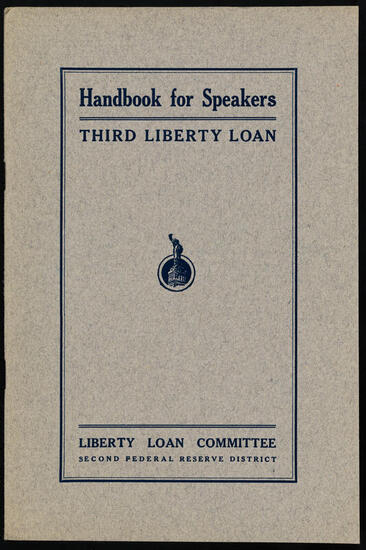 Handbook for Speakers
THIRD LIBERTY LOAN
LIBERTY LOAN COMMITTEE
SECOND FEDERAL RESERVE DISTRICT